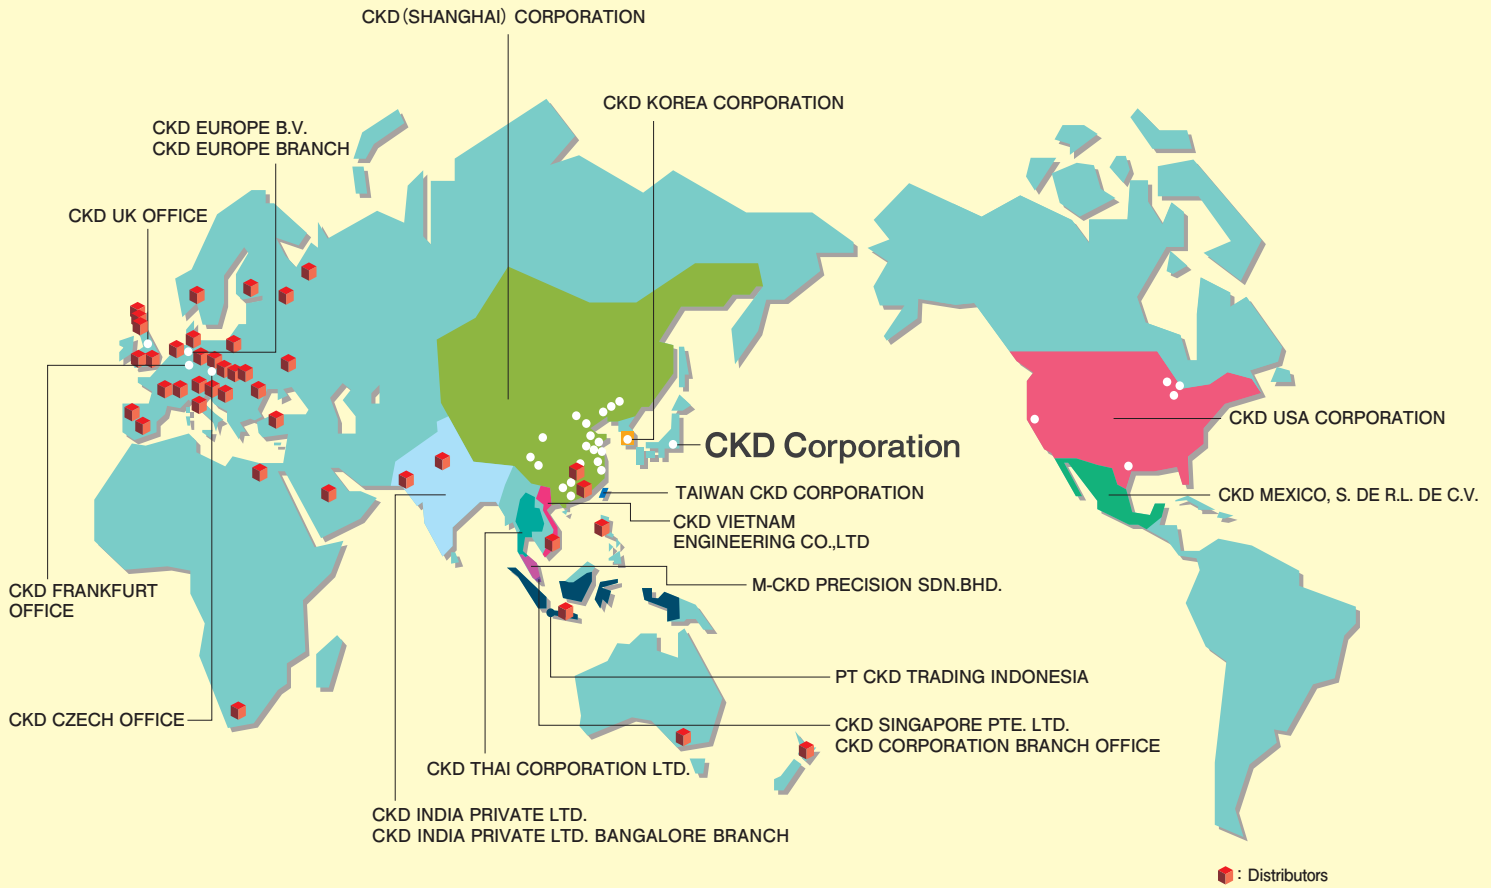 CKD(SHANGHAI) CORPORATION
CKD KOREA CORPORATION
CKD EUROPE B.V.
CKD EUROPE BRANCH
CKD UK OFFICE
CKD USA CORPORATION
CKD Corporation
TAIWAN CKD CORPORATION
CKD MEXICO, S. DE R.L. DE C.V.
CKD VIETNAM
ENGINEERING CO.,LTD
M-CKD PRECISION SDN.BHD.
CKD FRANKFURT
OFFICE
PT CKD TRADING INDONESIA
CKD CZECH OFFICE
CKD SINGAPORE PTE. LTD.
CKD CORPORATION BRANCH OFFICE
CKD THAI CORPORATION LTD.
CKD INDIA PRIVATE LTD.
CKD INDIA PRIVATE LTD. BANGALORE BRANCH
: Distributors